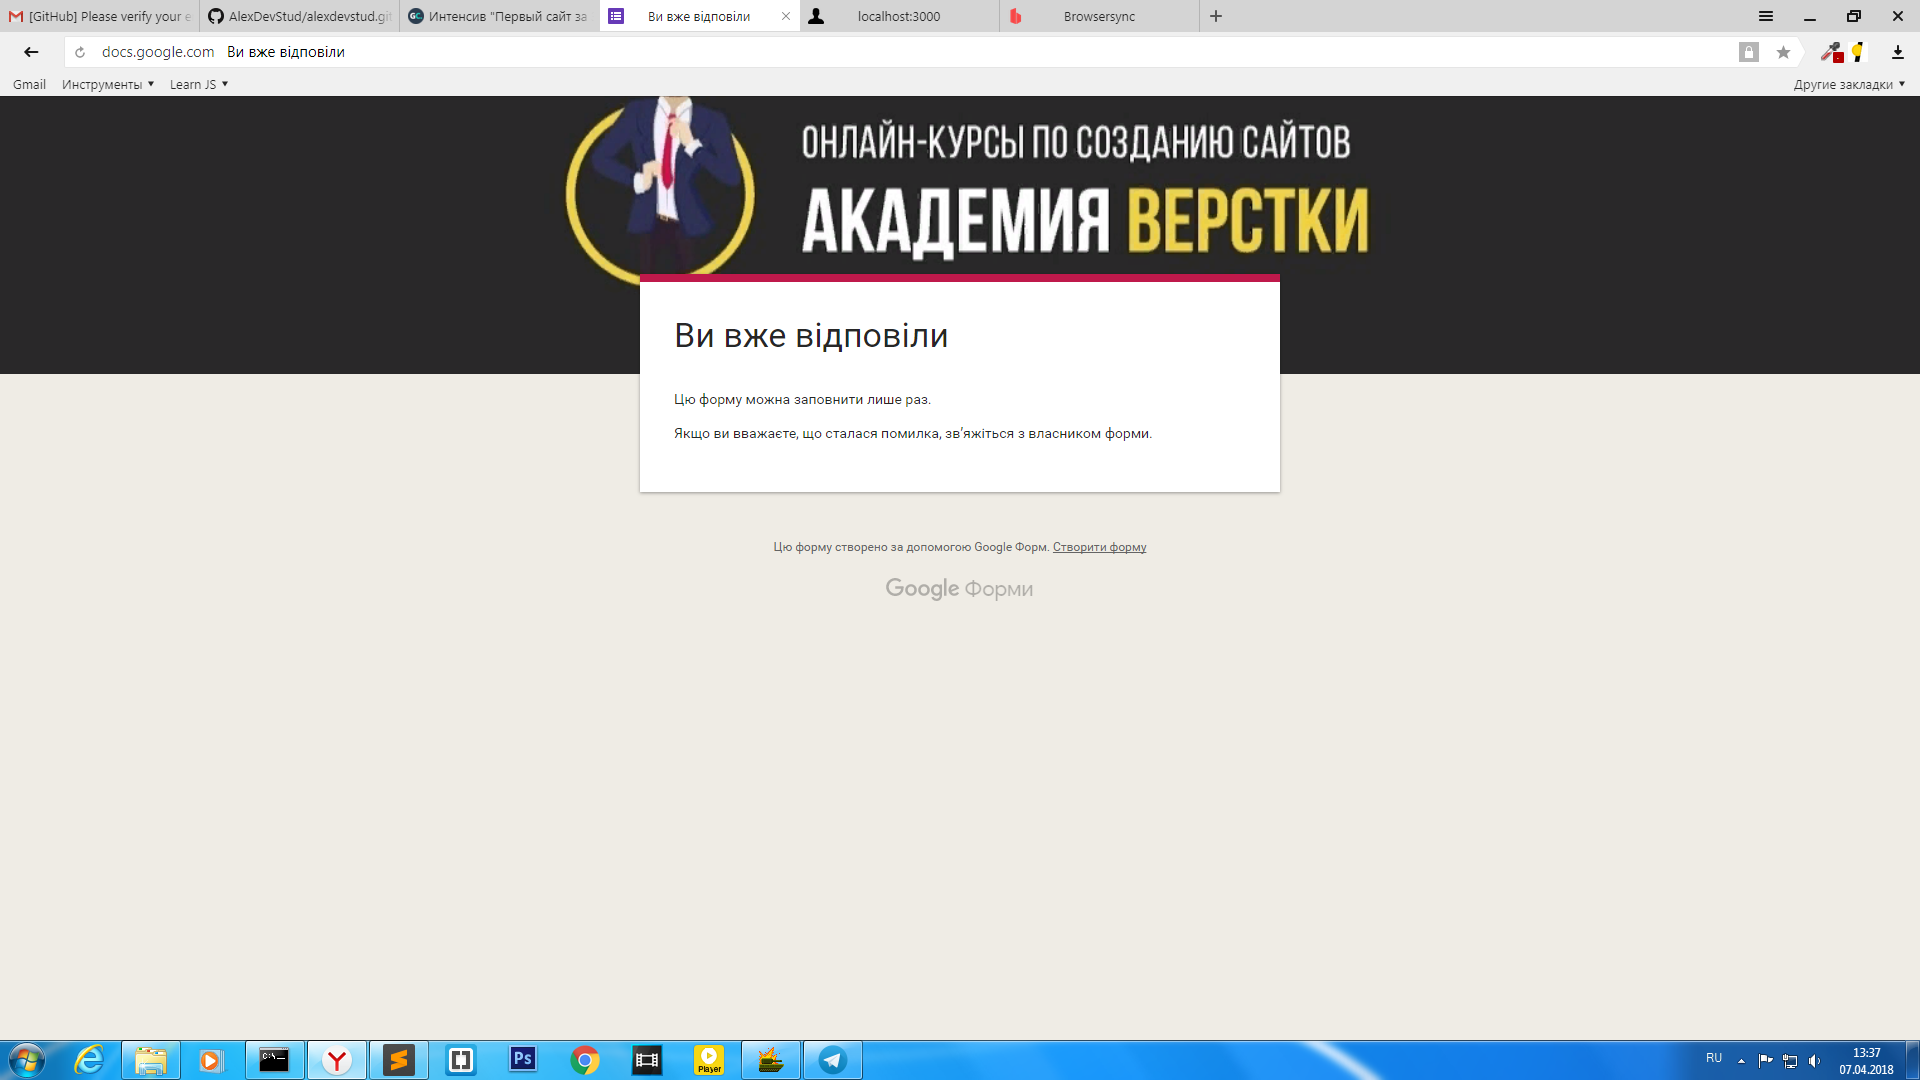 [GitHub] Please verify your e
AlexDevStud/alexdevstud.git
Интенсив "Первый сайт за
Ви вже відповіли
localhost:3000
Browsersync
docs.google.com Ви вже відповіли
Gmail Инструменты Learn JS Другие закладки
ОНЛАЙН-КУРСЫ ПО СОЗДАНИЮ САЙТОВ
АКАДЕМИЯ ВЕРСТКИ
Ви вже відповіли
Цю форму можна заповнити лише раз.
Якщо ви вважаєте, що сталася помилка, зв’яжіться з власником форми.
Цю форму створено за допомогою Google Форм. Створити форму
Google Форми
C:\_
Ps
Player
RU
13:37
07.04.2018